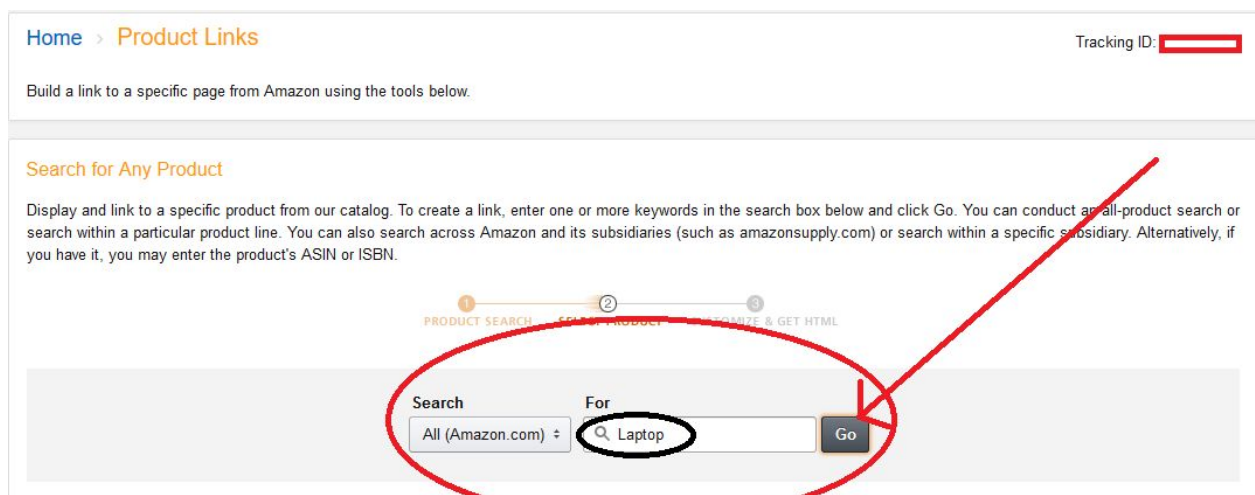 Home > Product Links
Tracking ID:
Build a link to a specific page from Amazon using the tools below.
Search for Any Product
Display and link to a specific product from our catalog. To create a link, enter one or more keywords in the search box below and click Go. You can conduct an all-product search or
search within a particular product line. You can also search across Amazon and its subsidiaries (such as amazonsupply.com) or search within a specific subsidiary. Alternatively, if
you have it, you may enter the product's ASIN or ISBN.
1 2 3
PRODUCT SEARCH SELECT PRODUCT CUSTOMIZE & GET HTML
Search For
All (Amazon.com) Laptop Go